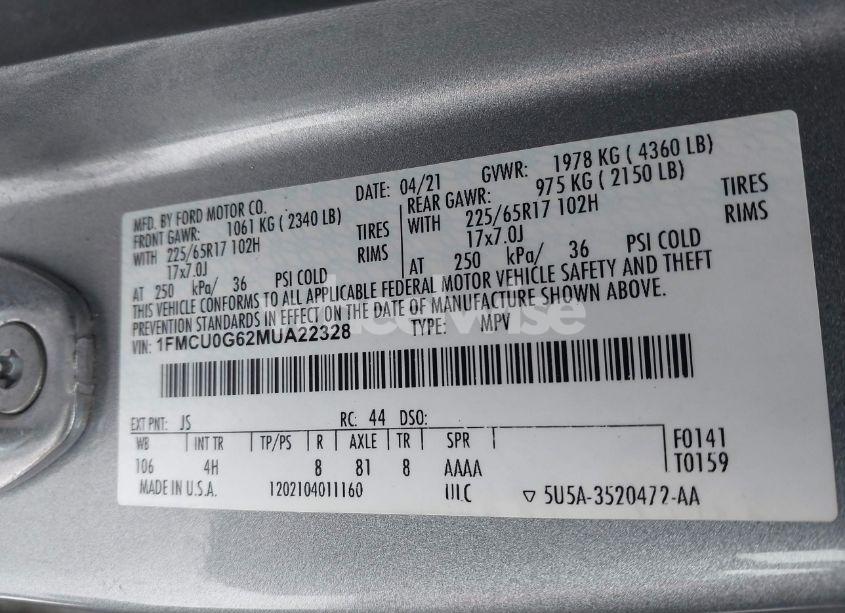 MFD. BY FORD MOTOR CO. DATE: 04/21 GVWR: 1978 KG ( 4360 LB)
FRONT GAWR: 1061 KG ( 2340 LB) REAR GAWR: 975 KG ( 2150 LB)
WITH 225/65R17 102H TIRES WITH 225/65R17 102H TIRES
17x7.0J RIMS 17x7.0J RIMS
AT 250 kPa/ 36 PSI COLD AT 250 kPa/ 36 PSI COLD
THIS VEHICLE CONFORMS TO ALL APPLICABLE FEDERAL MOTOR VEHICLE SAFETY AND THEFT
PREVENTION STANDARDS IN EFFECT ON THE DATE OF MANUFACTURE SHOWN ABOVE.
VIN: 1FMCU0G62MUA22328 TYPE: MPV
EXT PNT: JS RC: 44 DSO:
WB INT TR TP/PS R AXLE TR SPR F0141
106 4H 8 81 8 AAAA T0159
MADE IN U.S.A. 1202104011160 5U5A-3520472-AA